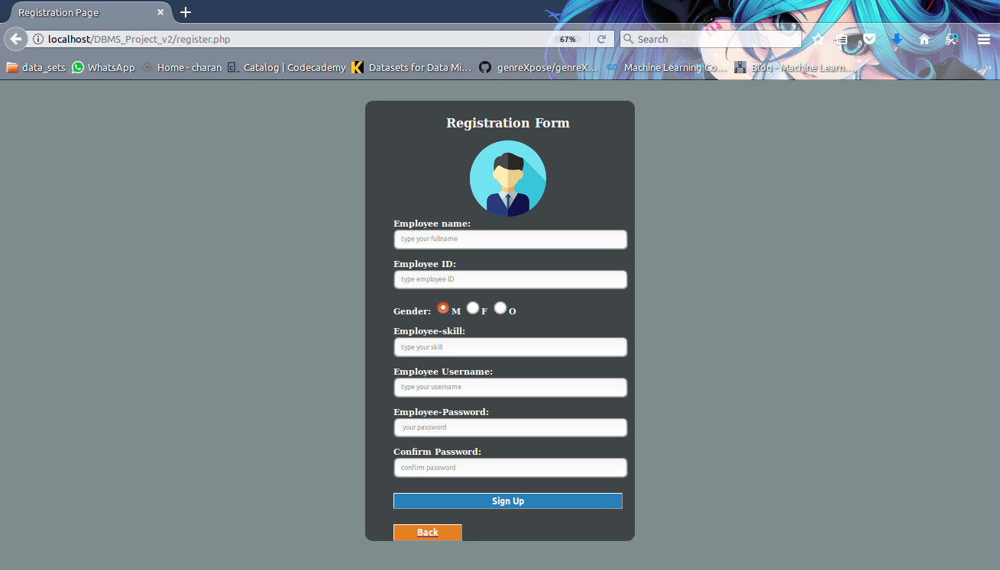 Registration Page
localhost/DBMS_Project_v2/register.php 67% Search
data_sets WhatsApp Home - charan Catalog | Codecademy Datasets for Data Mi... genreXpose/genreX... Machine Learning Co... Blog - Machine Learn...
Registration Form
Employee name:
type your fullname
Employee ID:
type employee ID
Gender: M F O
Employee-skill:
type your skill
Employee Username:
type your username
Employee-Password:
your password
Confirm Password:
confirm password
Sign Up
Back